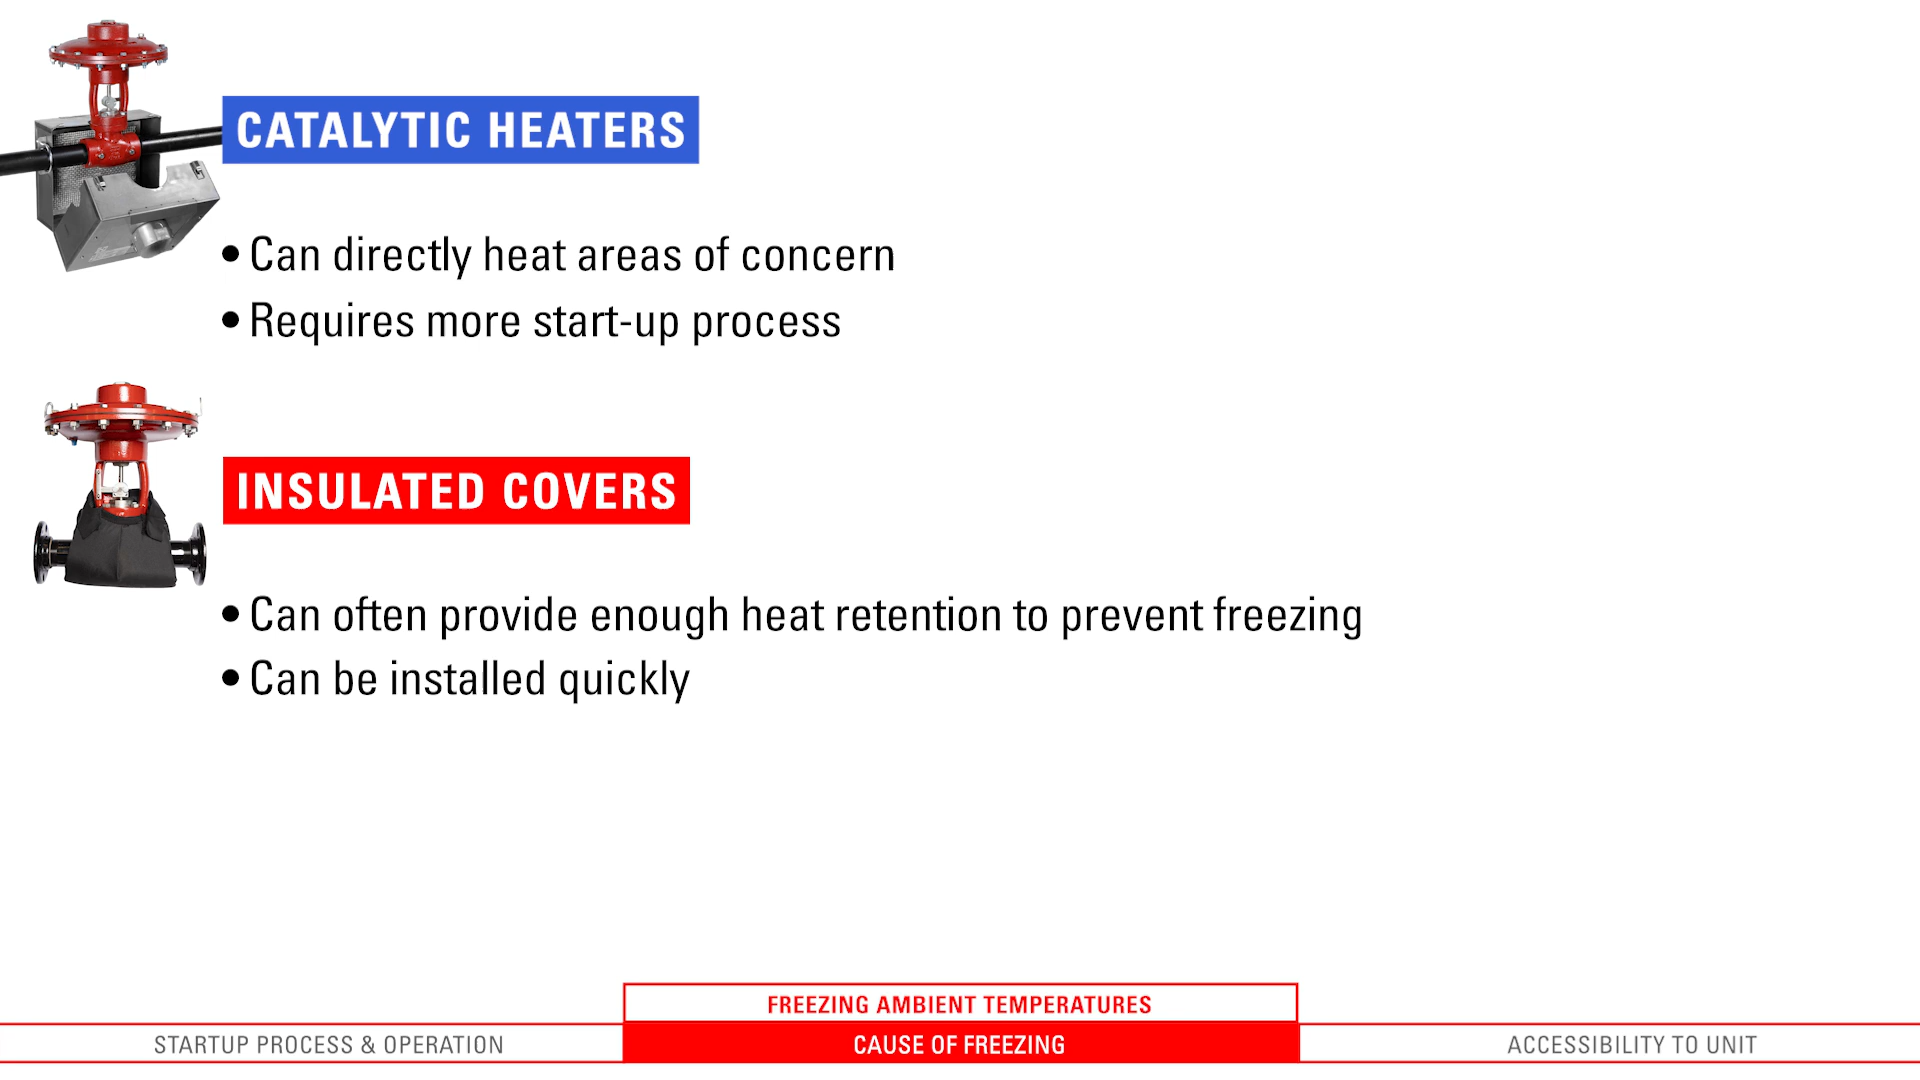 CATALYTIC HEATERS
• Can directly heat areas of concern
• Requires more start-up process
INSULATED COVERS
• Can often provide enough heat retention to prevent freezing
• Can be installed quickly
FREEZING AMBIENT TEMPERATURES
STARTUP PROCESS & OPERATION
CAUSE OF FREEZING
ACCESSIBILITY TO UNIT